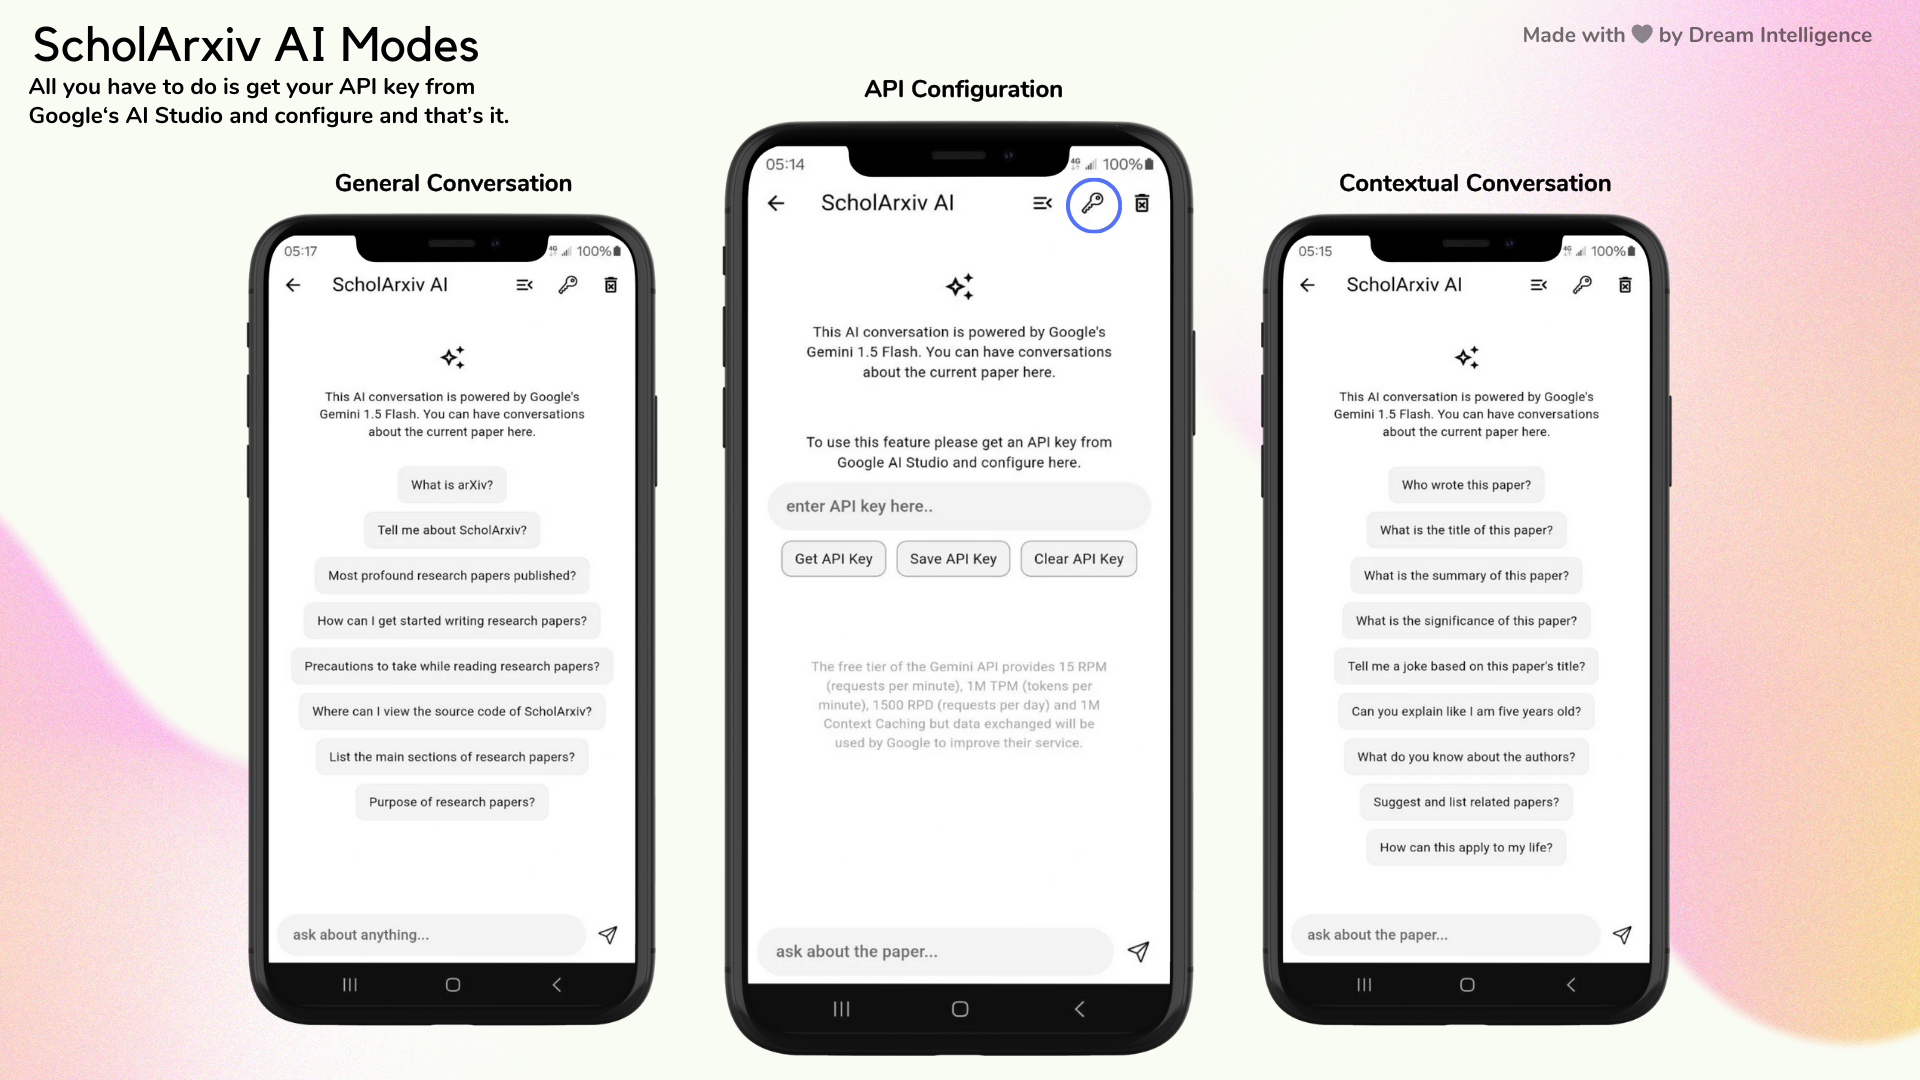 ScholArxiv AI Modes
All you have to do is get your API key from
Google‘s AI Studio and configure and that’s it.
Made with by Dream Intelligence
General Conversation
05:17
4G
100%
ScholArxiv AI
This AI conversation is powered by Google's
Gemini 1.5 Flash. You can have conversations
about the current paper here.
What is arXiv?
Tell me about ScholArxiv?
Most profound research papers published?
How can I get started writing research papers?
Precautions to take while reading research papers?
Where can I view the source code of ScholArxiv?
List the main sections of research papers?
Purpose of research papers?
ask about anything...
API Configuration
05:14
4G
100%
ScholArxiv AI
This AI conversation is powered by Google's
Gemini 1.5 Flash. You can have conversations
about the current paper here.
To use this feature please get an API key from
Google AI Studio and configure here.
enter API key here..
Get API Key
Save API Key
Clear API Key
The free tier of the Gemini API provides 15 RPM
(requests per minute), 1M TPM (tokens per
minute), 1500 RPD (requests per day) and 1M
Context Caching but data exchanged will be
used by Google to improve their service.
ask about the paper...
Contextual Conversation
05:15
4G
100%
ScholArxiv AI
This AI conversation is powered by Google's
Gemini 1.5 Flash. You can have conversations
about the current paper here.
Who wrote this paper?
What is the title of this paper?
What is the summary of this paper?
What is the significance of this paper?
Tell me a joke based on this paper's title?
Can you explain like I am five years old?
What do you know about the authors?
Suggest and list related papers?
How can this apply to my life?
ask about the paper...